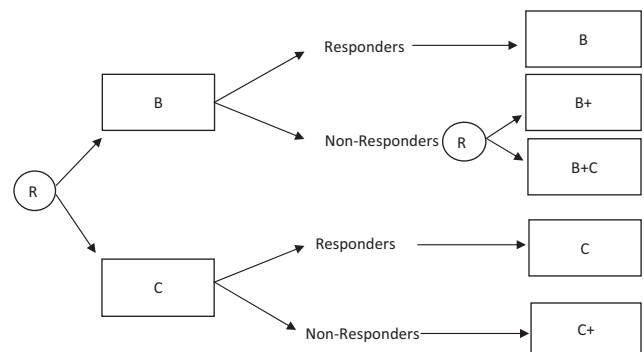 Responders
B
B
B+
Non-Responders
R
B+C
R
Responders
C
C
Non-Responders
C+